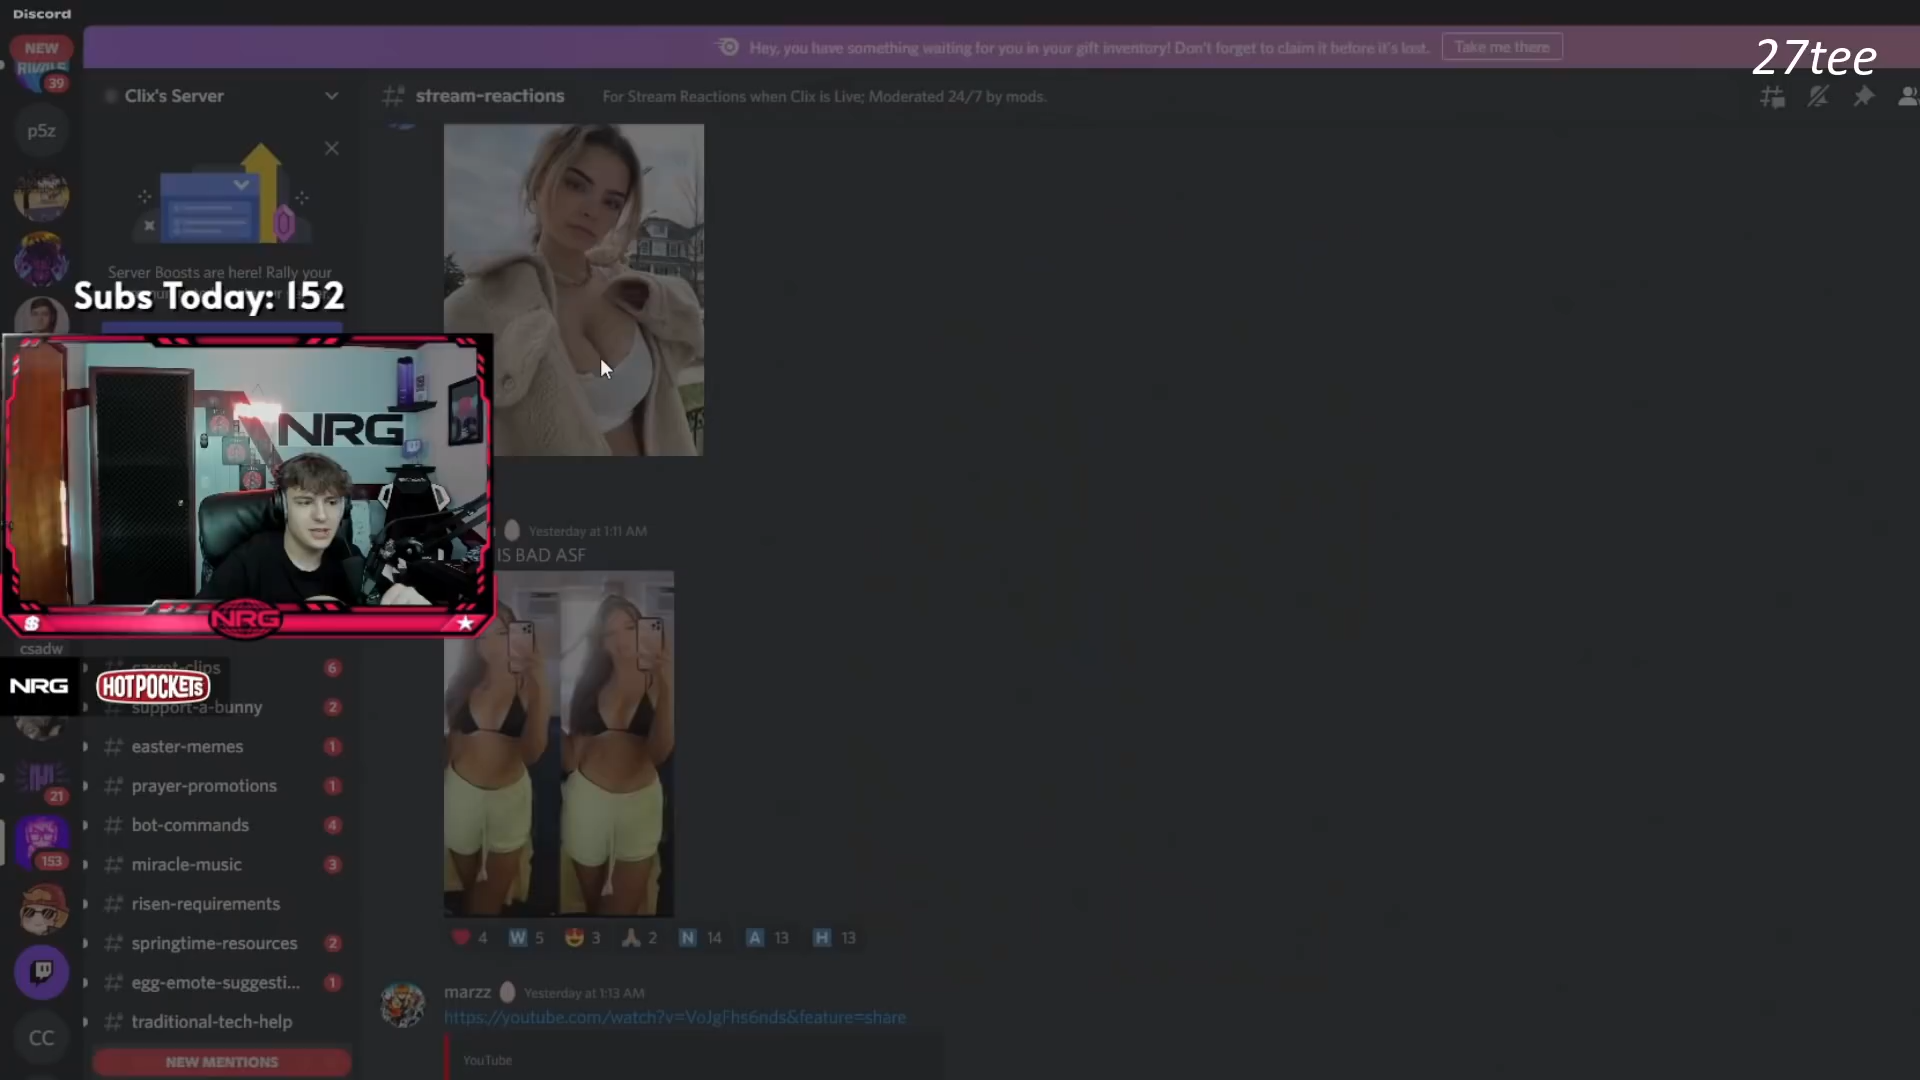 Discord
NEW
RIVALS
39
Hey, you have something waiting for you in your gift inventory! Don't forget to claim it before it's lost.
Take me there
27tee
Clix's Server
stream-reactions
For Stream Reactions when Clix is Live; Moderated 24/7 by mods.
p5z
Server Boosts are here! Rally your
Subs Today: 152
NRG
Yesterday at 1:11 AM
IS BAD ASF
NRG
csadw
carrot-clips
6
NRG
HOT POCKETS
support-a-bunny
2
easter-memes
1
prayer-promotions
1
21
bot-commands
4
153
miracle-music
3
risen-requirements
springtime-resources
2
egg-emote-suggesti...
1
traditional-tech-help
CC
NEW MENTIONS
4
W 5
3
2
N 14
A 13
H 13
marzz
Yesterday at 1:13 AM
https://youtube.com/watch?v=VoJgFhs6nds&feature=share
YouTube